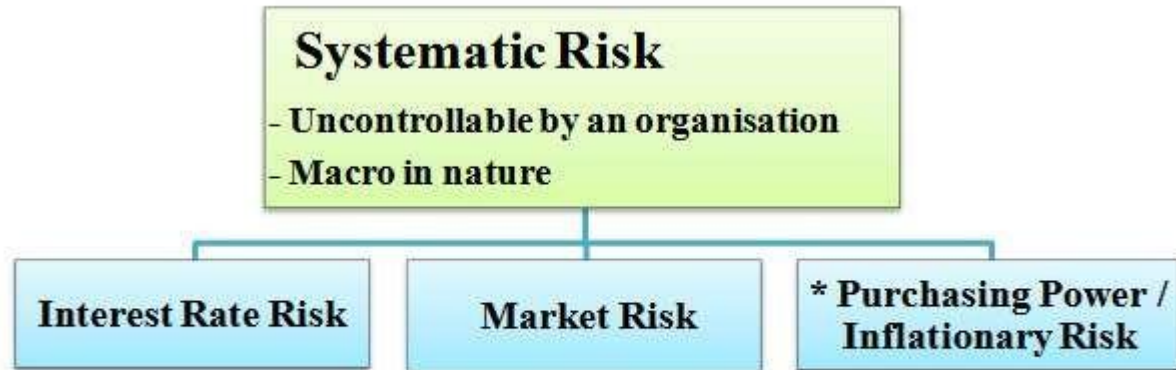 Systematic Risk
- Uncontrollable by an organisation
- Macro in nature
Interest Rate Risk
Market Risk
* Purchasing Power /
Inflationary Risk